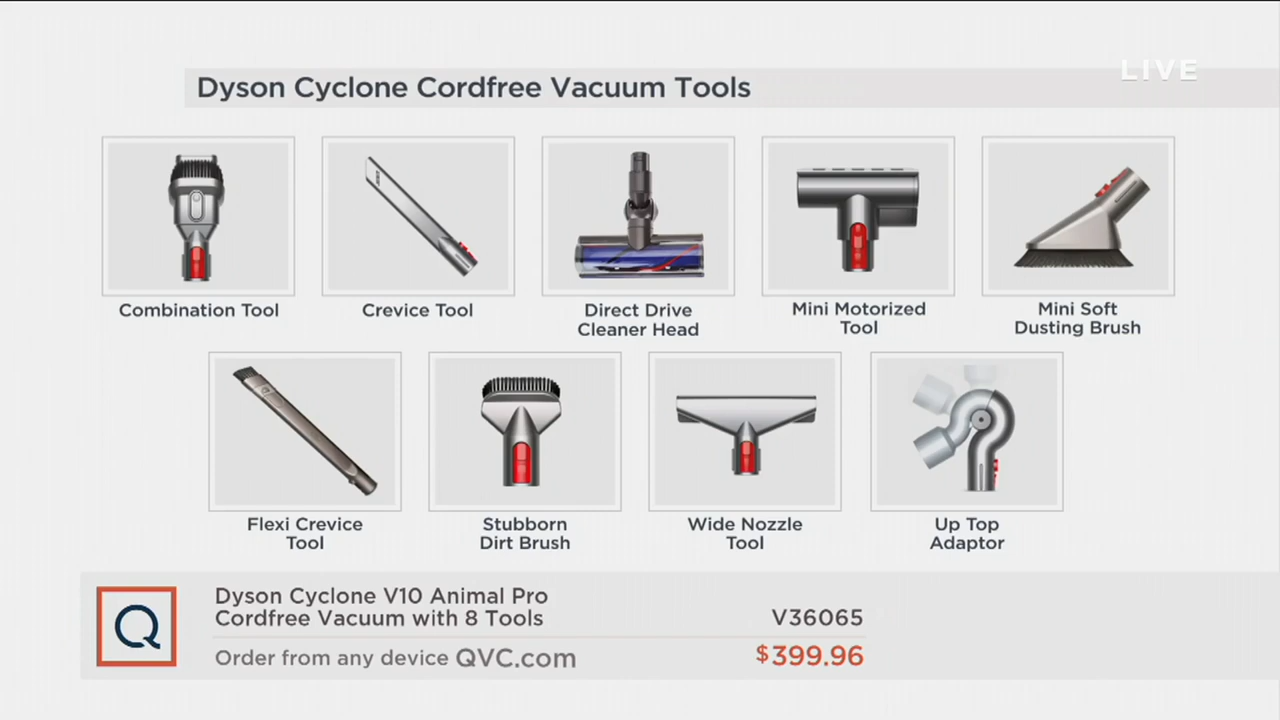 LIVE
Dyson Cyclone Cordfree Vacuum Tools
Combination Tool
Crevice Tool
Direct Drive
Cleaner Head
Mini Motorized
Tool
Mini Soft
Dusting Brush
Flexi Crevice
Tool
Stubborn
Dirt Brush
Wide Nozzle
Tool
Up Top
Adaptor
Q
Dyson Cyclone V10 Animal Pro
Cordfree Vacuum with 8 Tools
V36065
Order from any device QVC.com
$399.96